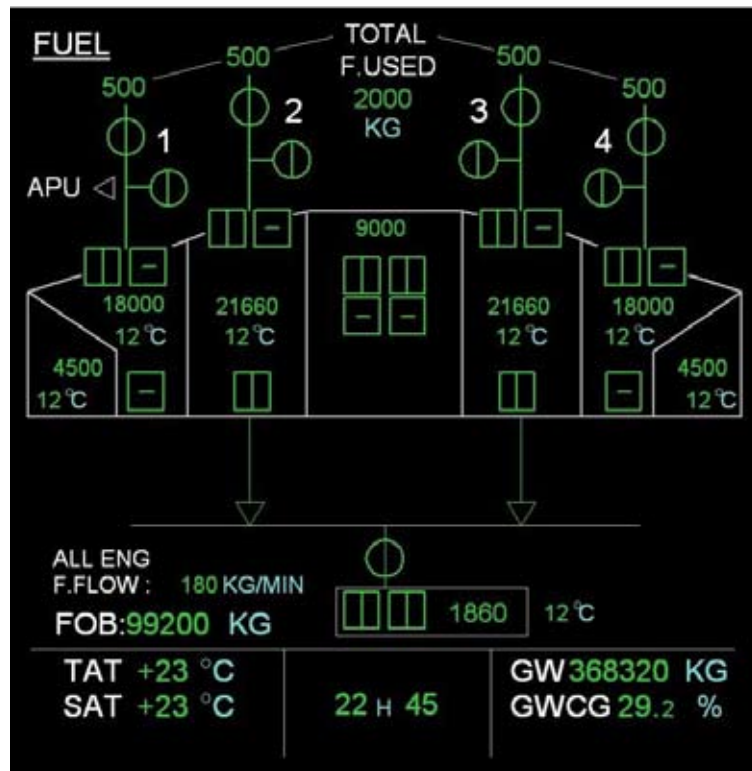 FUEL
TOTAL
F.USED
2000
KG
500
500
500
500
1
2
3
4
APU
9000
18000
12 °C
21660
12 °C
21660
12 °C
18000
12 °C
4500
12 °C
4500
12 °C
ALL ENG
F.FLOW : 180 KG/MIN
FOB:99200 KG
1860 12 °C
TAT +23 °C
SAT +23 °C
22 H 45
GW 368320 KG
GWCG 29.2 %